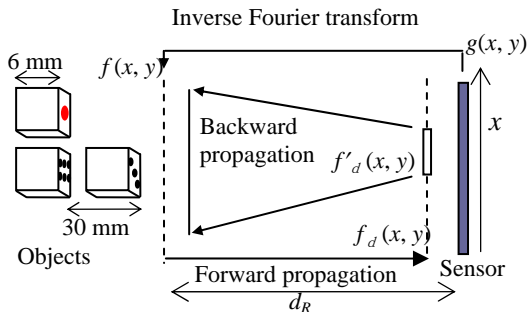 Inverse Fourier transform
g(x, y)
6 mm
f(x, y)
x
Backward
propagation
f'd (x, y)
30 mm
fd (x, y)
Objects
Forward propagation
Sensor
dR